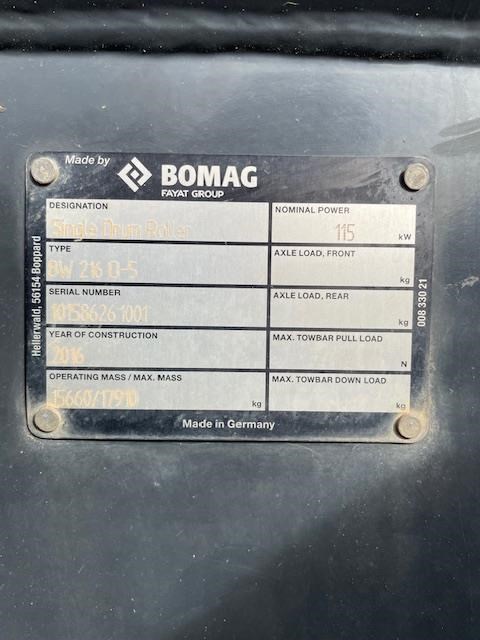 Made by BOMAG
FAYAT GROUP
DESIGNATION
Single Drum Roller
NOMINAL POWER
115 kW
TYPE
BW 216 D-5
AXLE LOAD, FRONT
kg
SERIAL NUMBER
101586261001
AXLE LOAD, REAR
kg
YEAR OF CONSTRUCTION
2016
MAX. TOWBAR PULL LOAD
N
OPERATING MASS / MAX. MASS
15660/17910 kg
MAX. TOWBAR DOWN LOAD
kg
Made in Germany
Hellerwald, 56154 Boppard
008 330 21